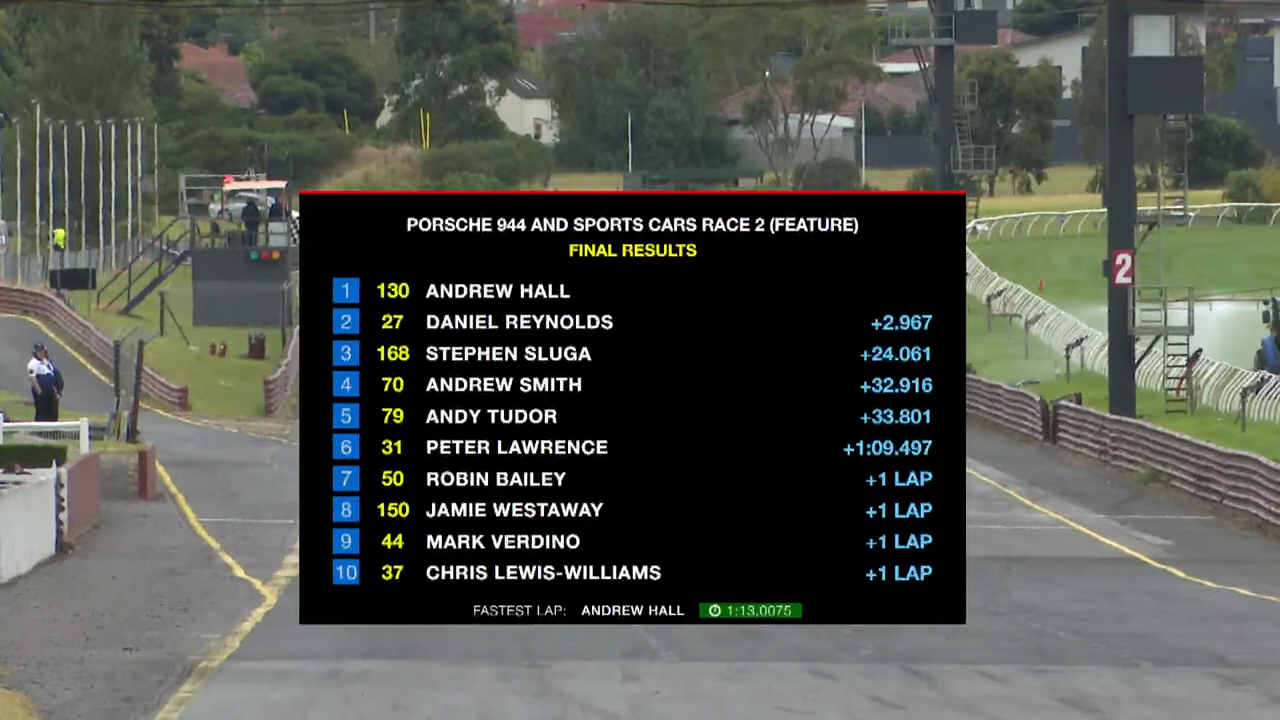 PORSCHE 944 AND SPORTS CARS RACE 2 (FEATURE)
FINAL RESULTS
1 130 ANDREW HALL
2 27 DANIEL REYNOLDS +2.967
3 168 STEPHEN SLUGA +24.061
4 70 ANDREW SMITH +32.916
5 79 ANDY TUDOR +33.801
6 31 PETER LAWRENCE +1:09.497
7 50 ROBIN BAILEY +1 LAP
8 150 JAMIE WESTAWAY +1 LAP
9 44 MARK VERDINO +1 LAP
10 37 CHRIS LEWIS-WILLIAMS +1 LAP
FASTEST LAP: ANDREW HALL 1:13.0075
2